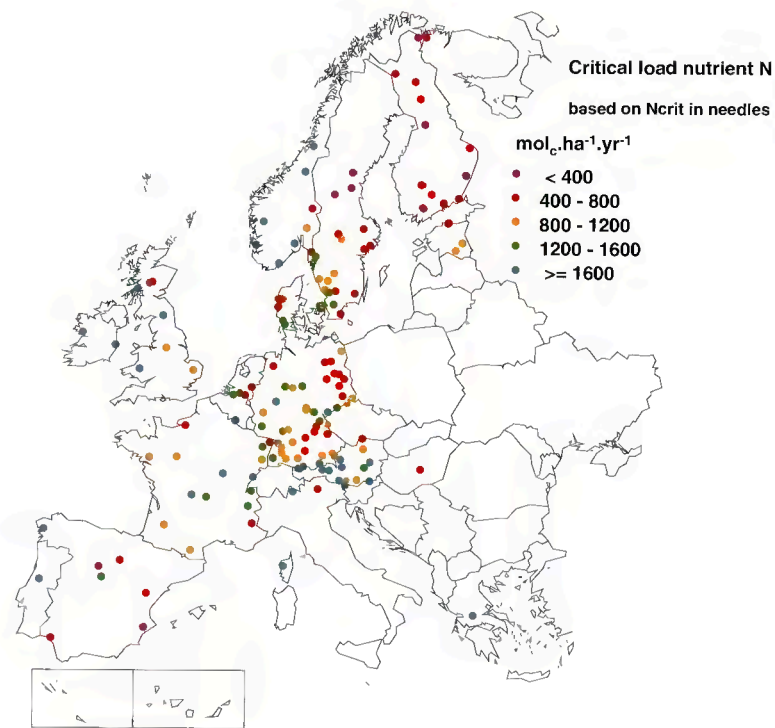 Critical load nutrient N
based on Ncrit in needles
mol_c.ha⁻¹.yr⁻¹
< 400
400 - 800
800 - 1200
1200 - 1600
>= 1600